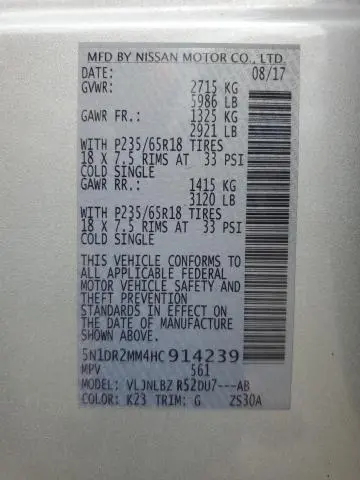 MFD BY NISSAN MOTOR CO., LTD.
DATE: 08/17
GVWR: 2715 KG
5986 LB
GAWR FR.: 1325 KG
2921 LB
WITH P235/65R18 TIRES
18 X 7.5 RIMS AT 33 PSI
COLD SINGLE
GAWR RR.: 1415 KG
3120 LB
WITH P235/65R18 TIRES
18 X 7.5 RIMS AT 33 PSI
COLD SINGLE
THIS VEHICLE CONFORMS TO
ALL APPLICABLE FEDERAL
MOTOR VEHICLE SAFETY AND
THEFT PREVENTION
STANDARDS IN EFFECT ON
THE DATE OF MANUFACTURE
SHOWN ABOVE.
5N1DR2MM4HC914239
MPV 561
MODEL: VLJNLBZ R52DU7---AB
COLOR: K23 TRIM: G ZS30A